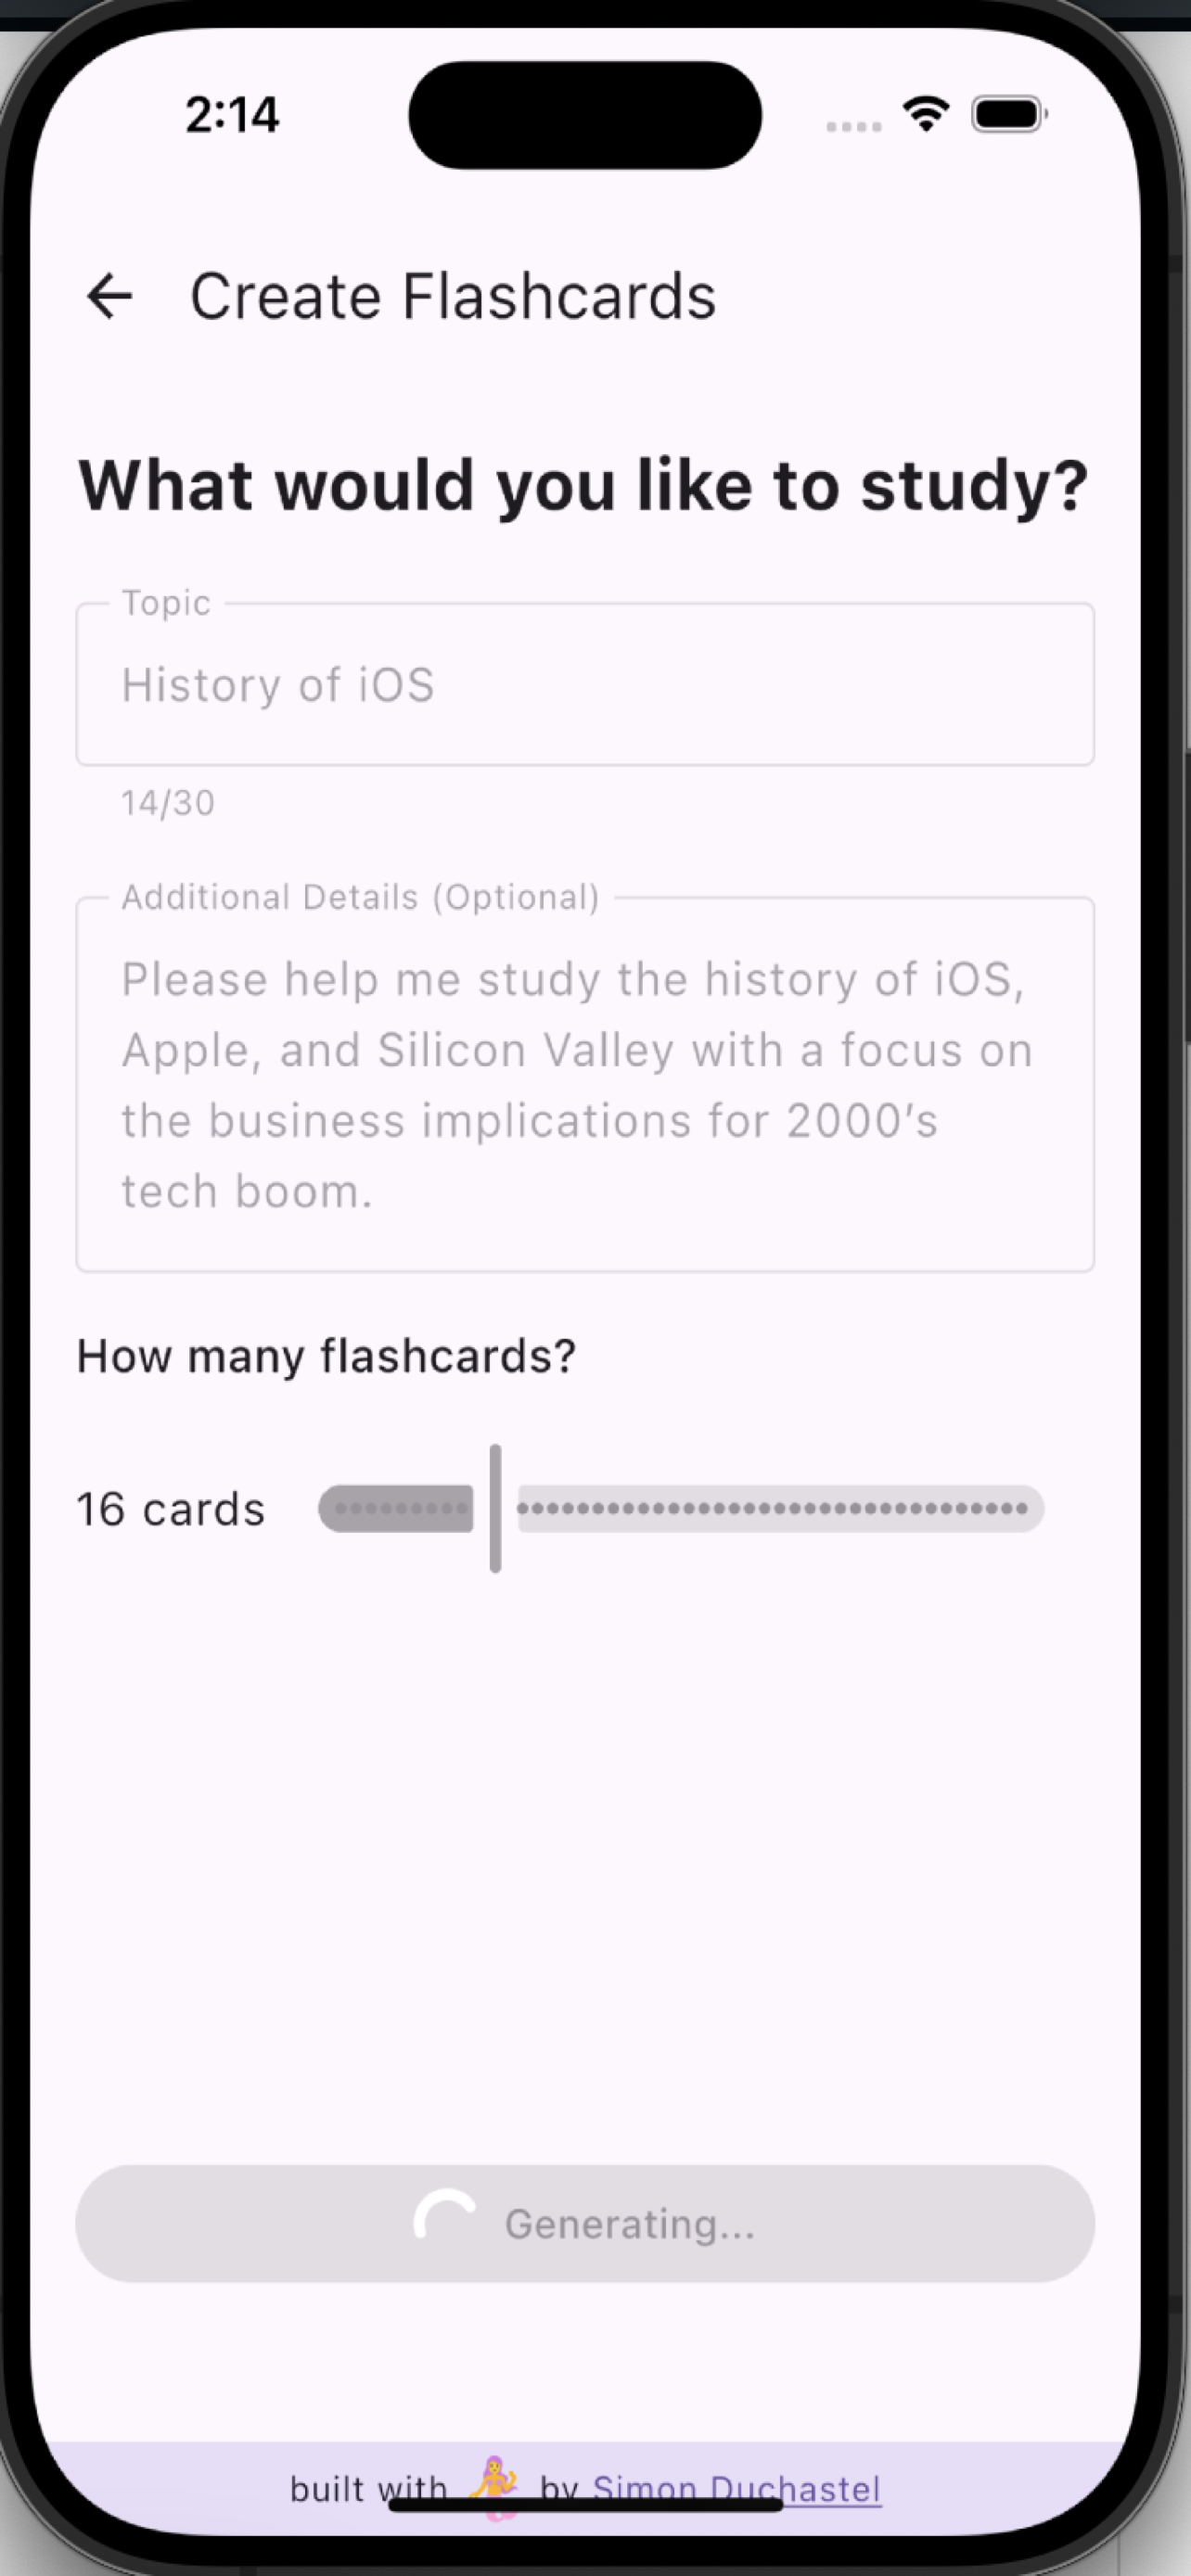 2:14
Create Flashcards
What would you like to study?
Topic
History of iOS
14/30
Additional Details (Optional)
Please help me study the history of iOS,
Apple, and Silicon Valley with a focus on
the business implications for 2000's
tech boom.
How many flashcards?
16 cards
Generating...
built with by Simon Duchastel